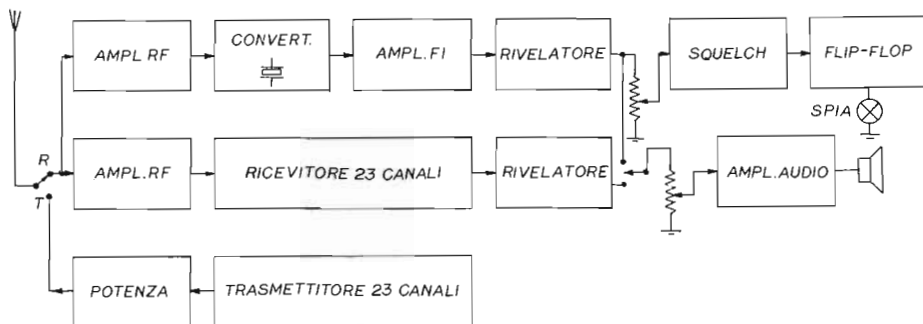 AMPL. RF
CONVERT.
AMPL. FI
RIVELATORE
SQUELCH
FLIP-FLOP
SPIA
R
T
AMPL. RF
RICEVITORE 23 CANALI
RIVELATORE
AMPL. AUDIO
POTENZA
TRASMETTITORE 23 CANALI